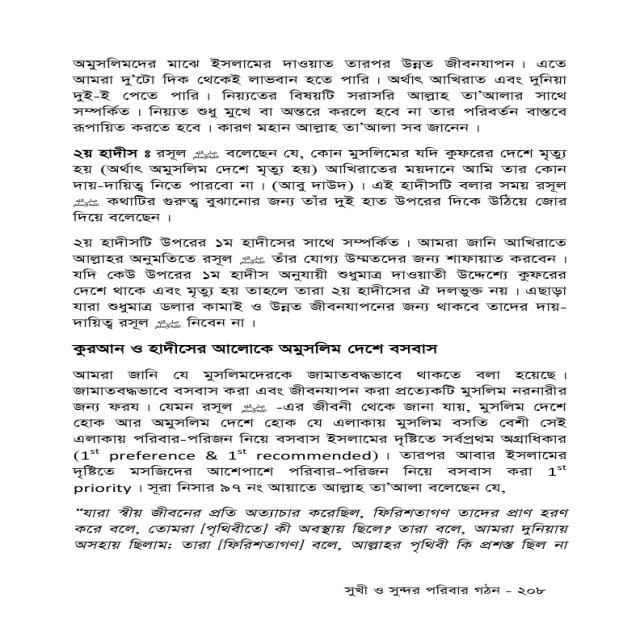 অমুসলিমদের মাঝে ইসলামের দাওয়াত তারপর উন্নত জীবনযাপন । এতে
আমরা দু'টো দিক থেকেই লাভবান হতে পারি । অর্থাৎ আখিরাত এবং দুনিয়া
দুই-ই পেতে পারি । নিয়্যতের বিষয়টি সরাসরি আল্লাহ তা'আলার সাথে
সম্পর্কিত । নিয়্যত শুধু মুখে বা অন্তরে করলে হবে না তার পরিবর্তন বাস্তবে
রূপায়িত করতে হবে । কারণ মহান আল্লাহ তা'আলা সব জানেন ।
২য় হাদীস ঃ রসূল ﷺ বলেছেন যে, কোন মুসলিমের যদি কুফরের দেশে মৃত্যু
হয় (অর্থাৎ অমুসলিম দেশে মৃত্যু হয়) আখিরাতের ময়দানে আমি তার কোন
দায়-দায়িত্ব নিতে পারবো না । (আবু দাউদ) । এই হাদীসটি বলার সময় রসূল
ﷺ কথাটির গুরুত্ব বুঝানোর জন্য তাঁর দুই হাত উপরের দিকে উঠিয়ে জোর
দিয়ে বলেছেন ।
২য় হাদীসটি উপরের ১ম হাদীসের সাথে সম্পর্কিত । আমরা জানি আখিরাতে
আল্লাহর অনুমতিতে রসূল ﷺ তাঁর যোগ্য উম্মতদের জন্য শাফায়াত করবেন ।
যদি কেউ উপরের ১ম হাদীস অনুযায়ী শুধুমাত্র দাওয়াতী উদ্দেশ্যে কুফরের
দেশে থাকে এবং মৃত্যু হয় তাহলে তারা ২য় হাদীসের ঐ দলভুক্ত নয় । এছাড়া
যারা শুধুমাত্র ডলার কামাই ও উন্নত জীবনযাপনের জন্য থাকবে তাদের দায়-
দায়িত্ব রসূল ﷺ নিবেন না ।
কুরআন ও হাদীসের আলোকে অমুসলিম দেশে বসবাস
আমরা জানি যে মুসলিমদেরকে জামাতবদ্ধভাবে থাকতে বলা হয়েছে ।
জামাতবদ্ধভাবে বসবাস করা এবং জীবনযাপন করা প্রত্যেকটি মুসলিম নরনারীর
জন্য ফরয । যেমন রসূল ﷺ -এর জীবনী থেকে জানা যায়, মুসলিম দেশে
হোক আর অমুসলিম দেশে হোক যে এলাকায় মুসলিম বসতি বেশী সেই
এলাকায় পরিবার-পরিজন নিয়ে বসবাস ইসলামের দৃষ্টিতে সর্বপ্রথম অগ্রাধিকার
(1st preference & 1st recommended) । তারপর আবার ইসলামের
দৃষ্টিতে মসজিদের আশেপাশে পরিবার-পরিজন নিয়ে বসবাস করা 1st
priority । সূরা নিসার ৯৭ নং আয়াতে আল্লাহ তা'আলা বলেছেন যে,
“যারা স্বীয় জীবনের প্রতি অত্যাচার করেছিল, ফিরিশতাগণ তাদের প্রাণ হরণ
করে বলে, তোমরা [পৃথিবীতে] কী অবস্থায় ছিলে? তারা বলে, আমরা দুনিয়ায়
অসহায় ছিলাম; তারা [ফিরিশতাগণ] বলে, আল্লাহর পৃথিবী কি প্রশস্ত ছিল না
সুখী ও সুন্দর পরিবার গঠন - ২০৮